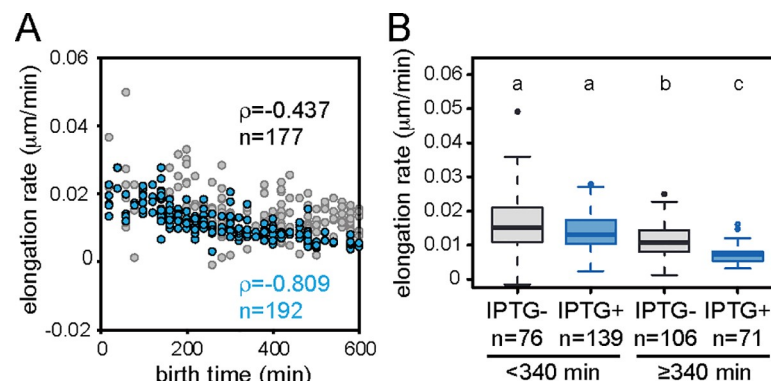 A
elongation rate (μm/min)
0.06
0.04
0.02
0
-0.02
ρ=-0.437
n=177
ρ=-0.809
n=192
0
200
400
600
birth time (min)
B
elongation rate (μm/min)
0.06
0.05
0.04
0.03
0.02
0.01
0
a
a
b
c
IPTG- IPTG+ IPTG- IPTG+
n=76 n=139 n=106 n=71
<340 min ≥340 min